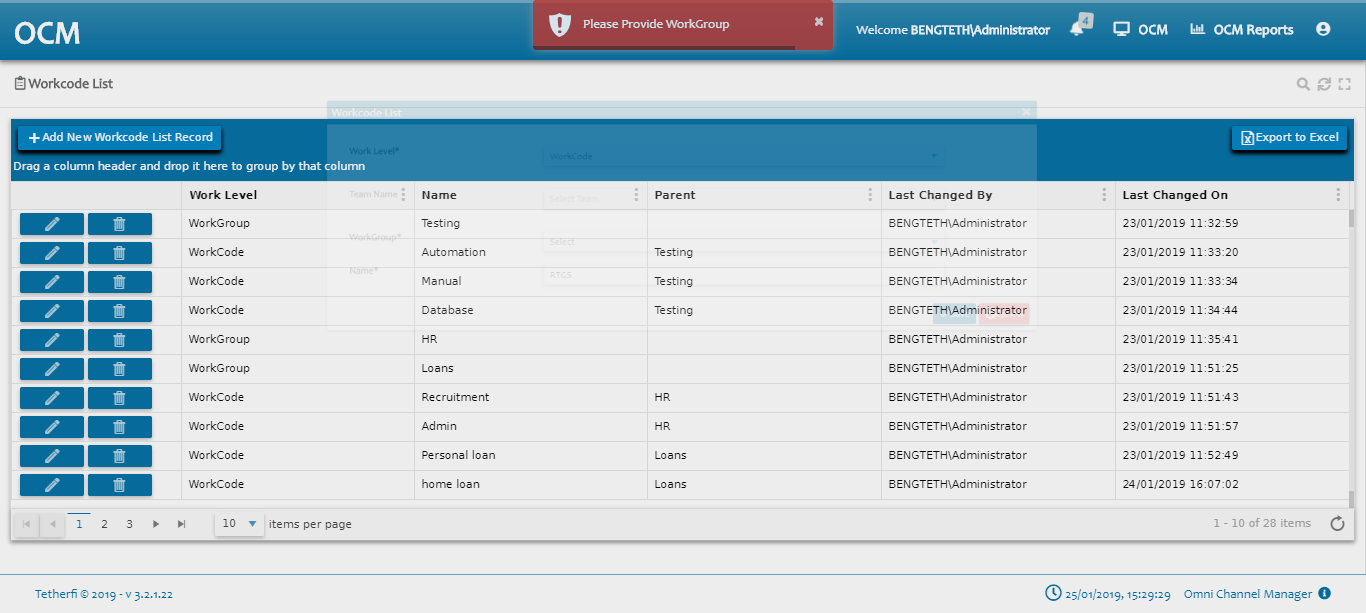 OCM
Please Provide WorkGroup
Welcome BENGTETH\Administrator
4
OCM
OCM Reports
Workcode List
Workcode List
Add New Workcode List Record
Export to Excel
Work Level*
WorkCode
Drag a column header and drop it here to group by that column
Work Level Name Parent Last Changed By Last Changed On
Team Name
Select Team
WorkGroup Testing BENGTETH\Administrator 23/01/2019 11:32:59
WorkGroup*
Select
WorkCode Automation Testing BENGTETH\Administrator 23/01/2019 11:33:20
Name*
RTGS
WorkCode Manual Testing BENGTETH\Administrator 23/01/2019 11:33:34
WorkCode Database Testing BENGTETH\Administrator 23/01/2019 11:34:44
WorkGroup HR BENGTETH\Administrator 23/01/2019 11:35:41
WorkGroup Loans BENGTETH\Administrator 23/01/2019 11:51:25
WorkCode Recruitment HR BENGTETH\Administrator 23/01/2019 11:51:43
WorkCode Admin HR BENGTETH\Administrator 23/01/2019 11:51:57
WorkCode Personal loan Loans BENGTETH\Administrator 23/01/2019 11:52:49
WorkCode home loan Loans BENGTETH\Administrator 24/01/2019 16:07:02
1 2 3 10 items per page 1 - 10 of 28 items
Tetherfi © 2019 - v 3.2.1.22
25/01/2019, 15:29:29 Omni Channel Manager